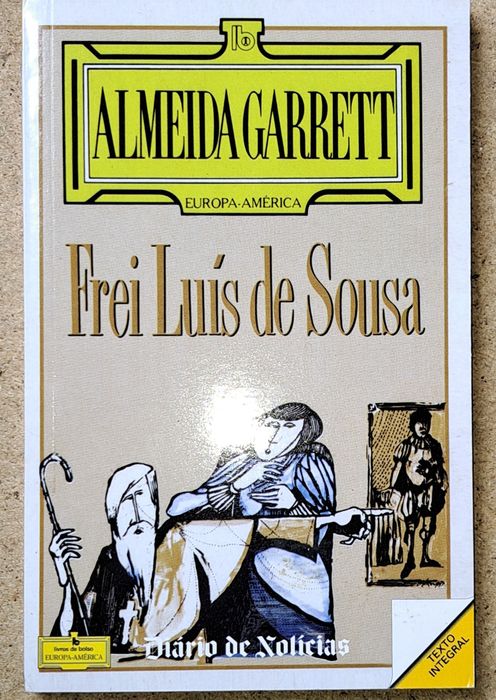 lb
ALMEIDA GARRETT
EUROPA-AMÉRICA
Frei Luís de Sousa
lb
livros de bolso
EUROPA-AMÉRICA
Diário de Notícias
TEXTO
INTEGRAL